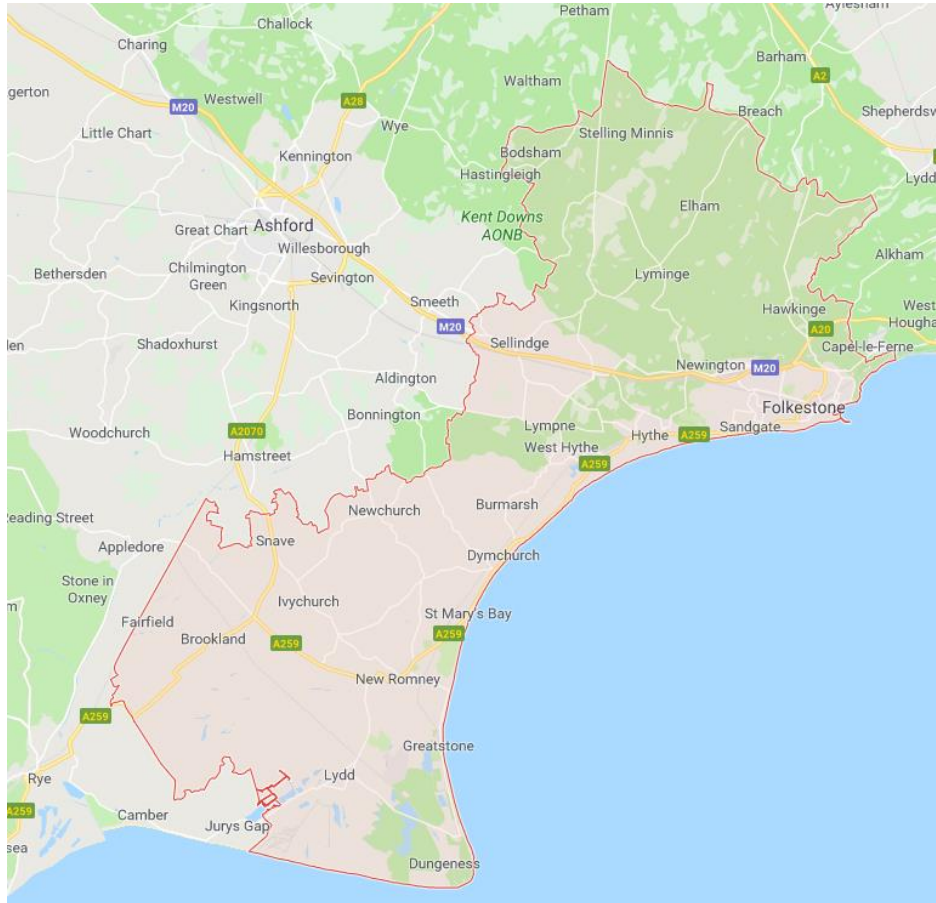 Petham
Aylesham
Challock
Charing
Barham
A2
gerton
Waltham
Westwell
A28
M20
Breach
Shepherdsw
Little Chart
Wye
Stelling Minnis
Kennington
Bodsham
Hastingleigh
Lydd
Elham
Kent Downs
AONB
Great Chart
Ashford
Willesborough
Alkham
Bethersden
Chilmington
Green
Sevington
Lyminge
Kingsnorth
Smeeth
Hawkinge
West
Hougha
M20
A20
den
Shadoxhurst
Sellindge
Capel-le-Ferne
Newington
M20
Aldington
Bonnington
Folkestone
Woodchurch
A2070
Lympne
Sandgate
Hythe
A259
West Hythe
Hamstreet
A259
Newchurch
Burmarsh
Reading Street
Snave
Appledore
Dymchurch
Stone in
Oxney
m
Ivychurch
St Mary's Bay
Fairfield
Brookland
A259
A259
New Romney
A259
Greatstone
Rye
Lydd
A259
Camber
Jurys Gap
sea
Dungeness